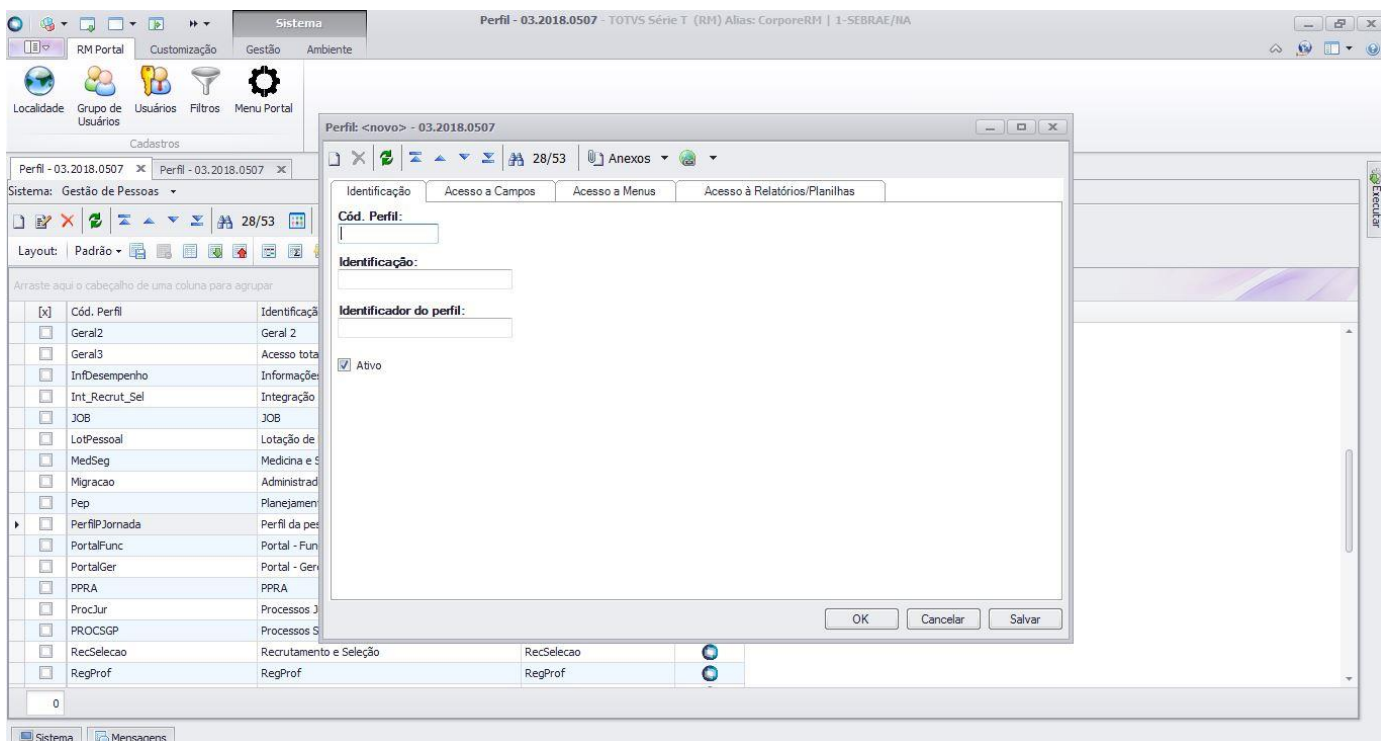 Sistema
Perfil - 03.2018.0507 - TOTVS Série T (RM) Alias: CorporeRM | 1-SEBRAE/NA
RM Portal Customização Gestão Ambiente
Localidade Grupo de Usuários Usuários Filtros Menu Portal
Cadastros
Perfil - 03.2018.0507 Perfil - 03.2018.0507
Sistema: Gestão de Pessoas
28/53
Layout: Padrão
Arraste aqui o cabeçalho de uma coluna para agrupar
[x] Cód. Perfil Identificaçã
Geral2 Geral 2
Geral3 Acesso tota
InfDesempenho Informaçõe
Int_Recrut_Sel Integração
JOB JOB
LotPessoal Lotação de
MedSeg Medicina e S
Migracao Administrad
Pep Planejamen
PerfilPJornada Perfil da pes
PortalFunc Portal - Fun
PortalGer Portal - Ger
PPRA PPRA
ProcJur Processos J
PROCSGP Processos S
RecSelecao Recrutamento e Seleção RecSelecao
RegProf RegProf RegProf
0
Sistema Mensagens
Perfil: <novo> - 03.2018.0507
28/53 Anexos
Identificação Acesso a Campos Acesso a Menus Acesso à Relatórios/Planilhas
Cód. Perfil:
Identificação:
Identificador do perfil:
Ativo
OK Cancelar Salvar
Executar